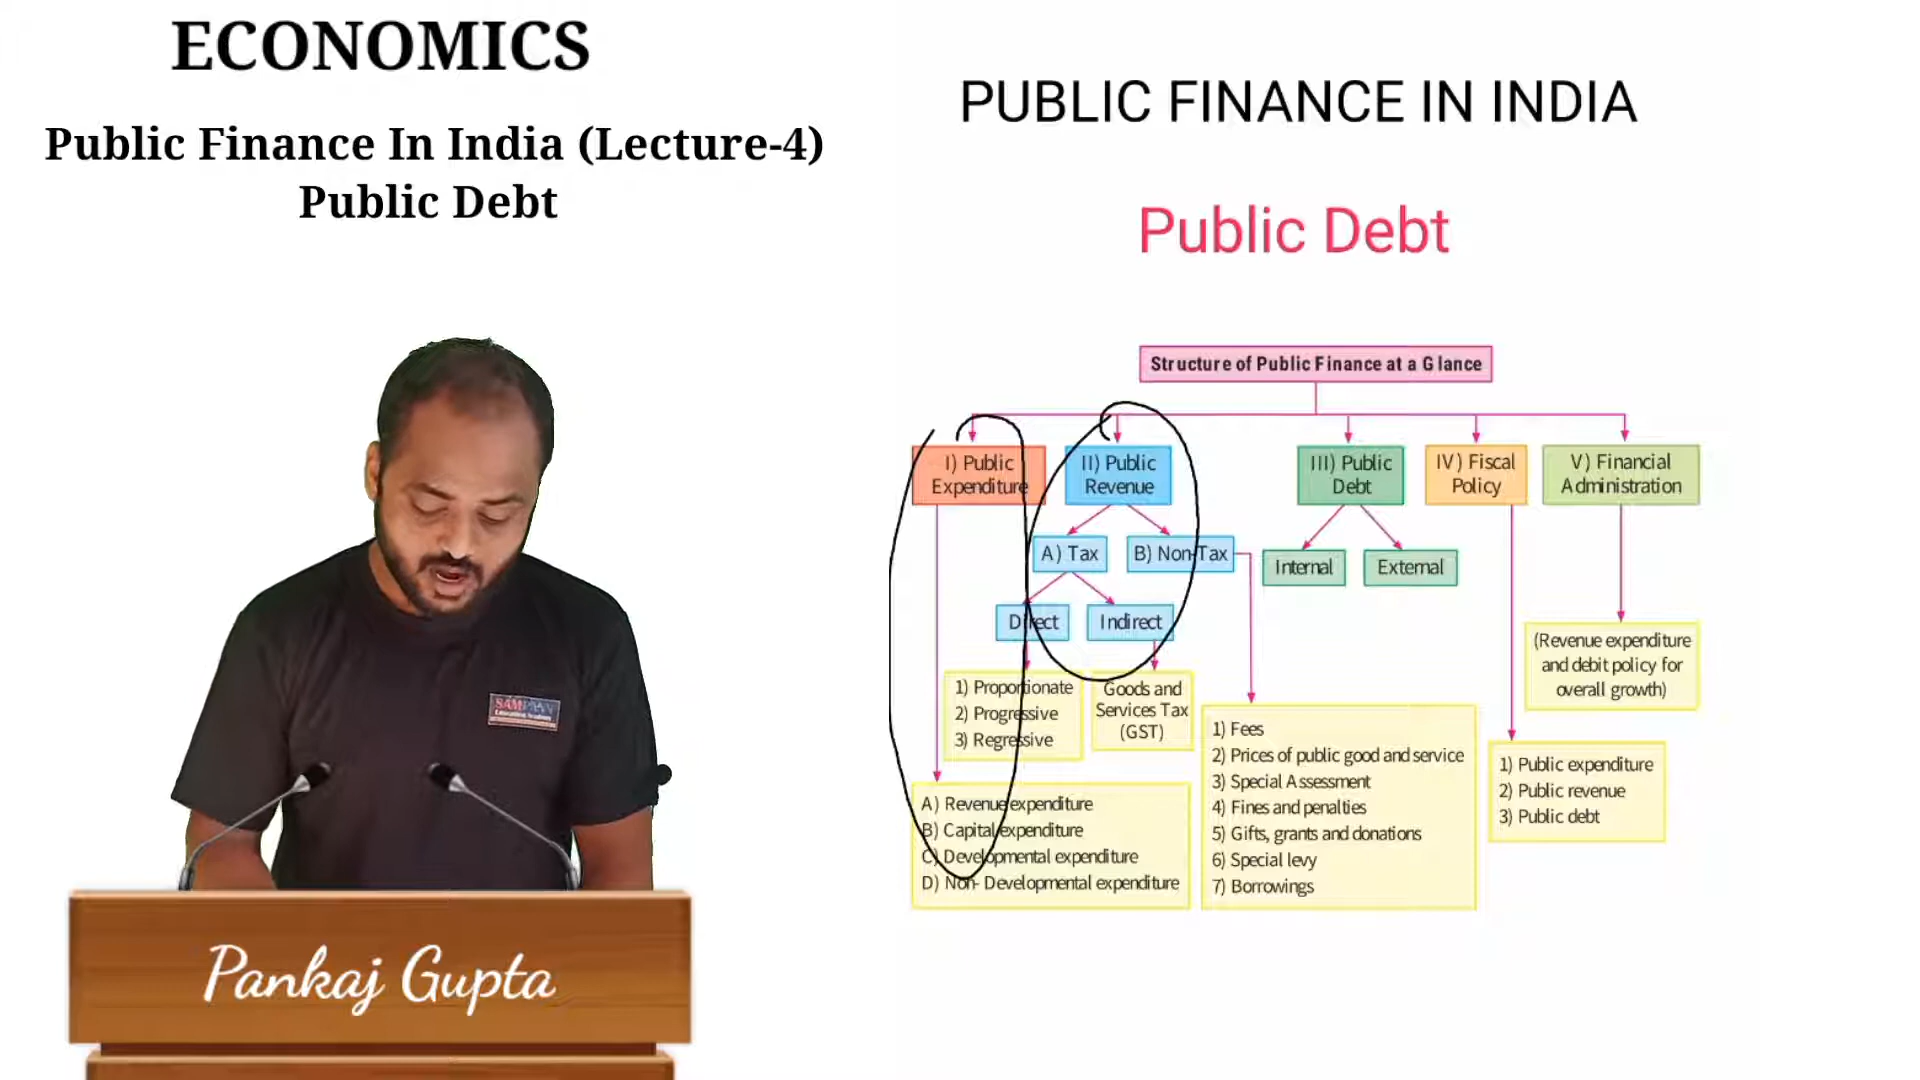 ECONOMICS
Public Finance In India (Lecture-4)
Public Debt
PUBLIC FINANCE IN INDIA
Public Debt
Structure of Public Finance at a Glance
I) Public
Expenditure
II) Public
Revenue
III) Public
Debt
IV) Fiscal
Policy
V) Financial
Administration
A) Tax
B) Non-Tax
Internal
External
Direct
Indirect
(Revenue expenditure
and debit policy for
overall growth)
1) Proportionate
2) Progressive
3) Regressive
Goods and
Services Tax
(GST)
1) Fees
2) Prices of public good and service
3) Special Assessment
4) Fines and penalties
5) Gifts, grants and donations
6) Special levy
7) Borrowings
1) Public expenditure
2) Public revenue
3) Public debt
A) Revenue expenditure
B) Capital expenditure
C) Developmental expenditure
D) Non- Developmental expenditure
Pankaj Gupta